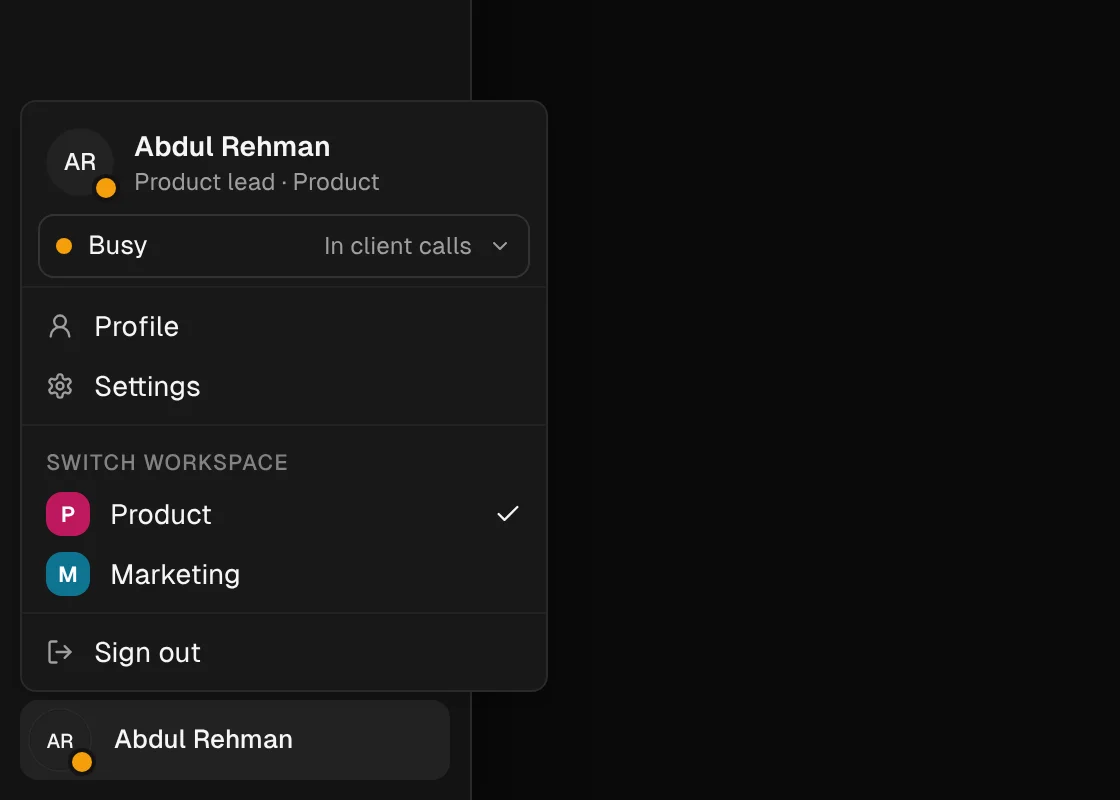 AR
Abdul Rehman
Product lead · Product
Busy In client calls
Profile
Settings
SWITCH WORKSPACE
P Product
M Marketing
Sign out
AR Abdul Rehman